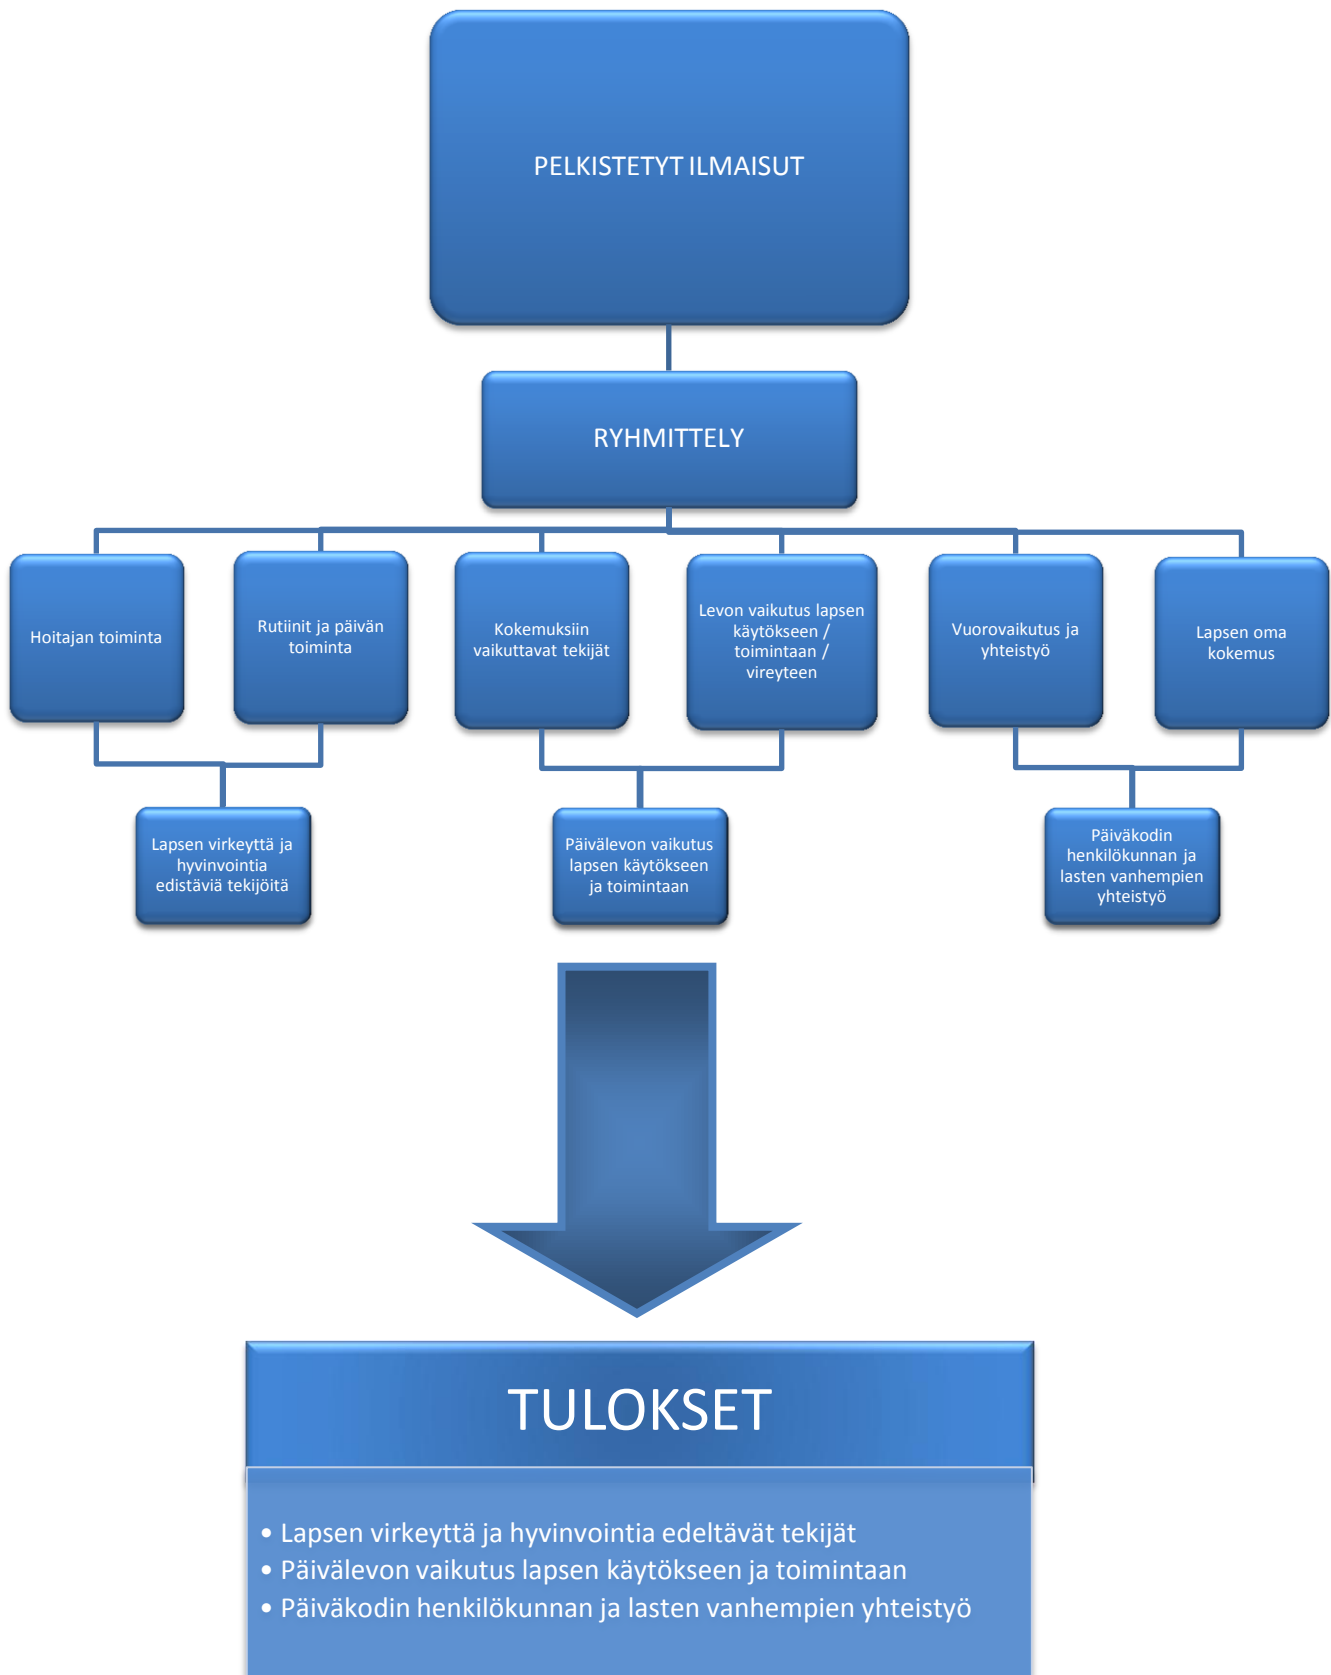 PELKISTETYT ILMAISUT
RYHMITTELY
Hoitajan toiminta
Rutiinit ja päivän
toiminta
Kokemuksiin
vaikuttavat tekijät
Levon vaikutus lapsen
käytökseen /
toimintaan /
vireyteen
Vuorovaikutus ja
yhteistyö
Lapsen oma
kokemus
Lapsen virkeyttä ja
hyvinvointia
edistäviä tekijöitä
Päivälevon vaikutus
lapsen käytökseen
ja toimintaan
Päiväkodin
henkilökunnan ja
lasten vanhempien
yhteistyö
TULOKSET
• Lapsen virkeyttä ja hyvinvointia edeltävät tekijät
• Päivälevon vaikutus lapsen käytökseen ja toimintaan
• Päiväkodin henkilökunnan ja lasten vanhempien yhteistyö